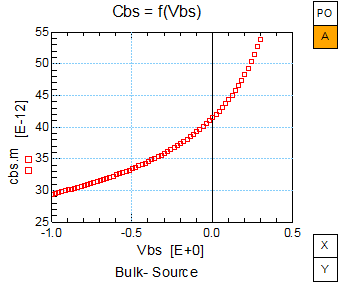 Cbs = f(Vbs)
PO
A
55
50
45
40
35
30
25
cbs.m [E-12]
-1.0 -0.5 0.0 0.5
Vbs [E+0]
Bulk- Source
X
Y